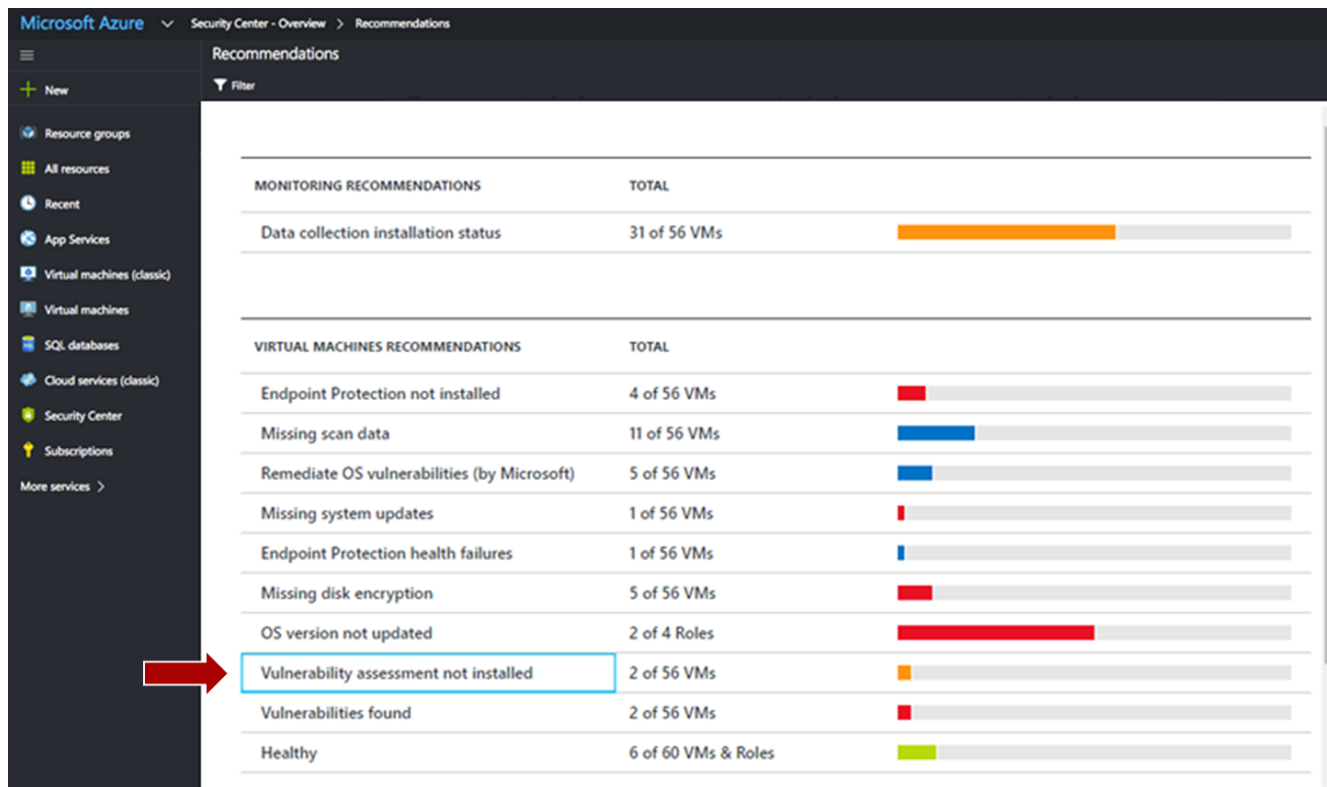 Microsoft Azure Security Center - Overview > Recommendations
Recommendations
Filter
New
Resource groups
All resources
Recent
App Services
Virtual machines (classic)
Virtual machines
SQL databases
Cloud services (classic)
Security Center
Subscriptions
More services >
MONITORING RECOMMENDATIONS TOTAL
Data collection installation status 31 of 56 VMs
VIRTUAL MACHINES RECOMMENDATIONS TOTAL
Endpoint Protection not installed 4 of 56 VMs
Missing scan data 11 of 56 VMs
Remediate OS vulnerabilities (by Microsoft) 5 of 56 VMs
Missing system updates 1 of 56 VMs
Endpoint Protection health failures 1 of 56 VMs
Missing disk encryption 5 of 56 VMs
OS version not updated 2 of 4 Roles
Vulnerability assessment not installed 2 of 56 VMs
Vulnerabilities found 2 of 56 VMs
Healthy 6 of 60 VMs & Roles